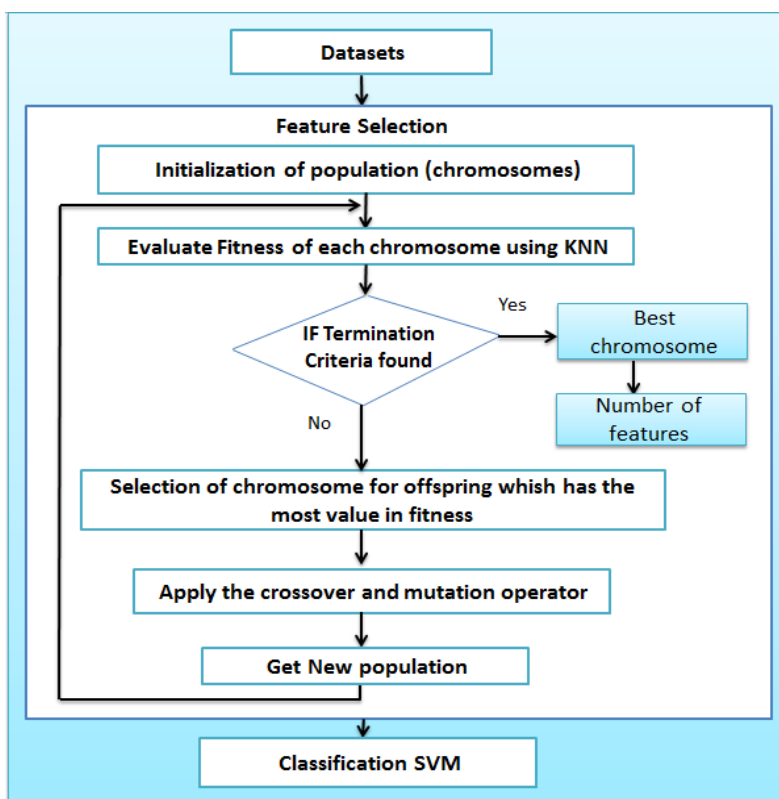 Datasets
Feature Selection
Initialization of population (chromosomes)
Evaluate Fitness of each chromosome using KNN
IF Termination
Criteria found
Yes
Best
chromosome
Number of
features
No
Selection of chromosome for offspring whish has the
most value in fitness
Apply the crossover and mutation operator
Get New population
Classification SVM